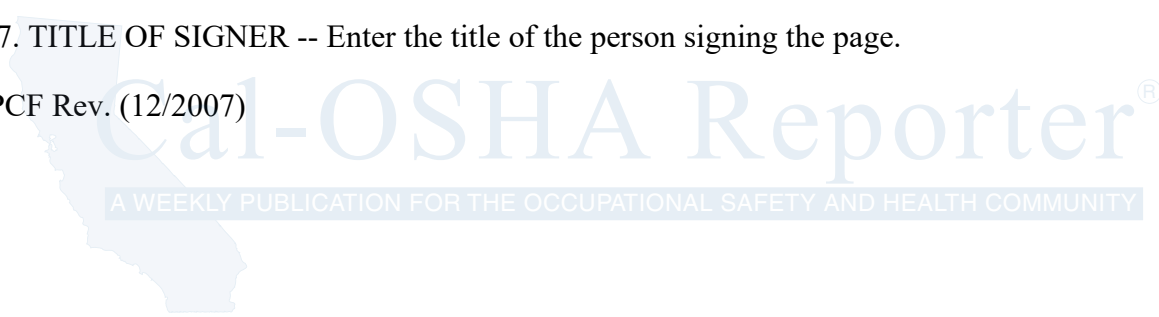 7. TITLE OF SIGNER -- Enter the title of the person signing the page.
PCF Rev. (12/2007)
Cal-OSHA Reporter®
A WEEKLY PUBLICATION FOR THE OCCUPATIONAL SAFETY AND HEALTH COMMUNITY